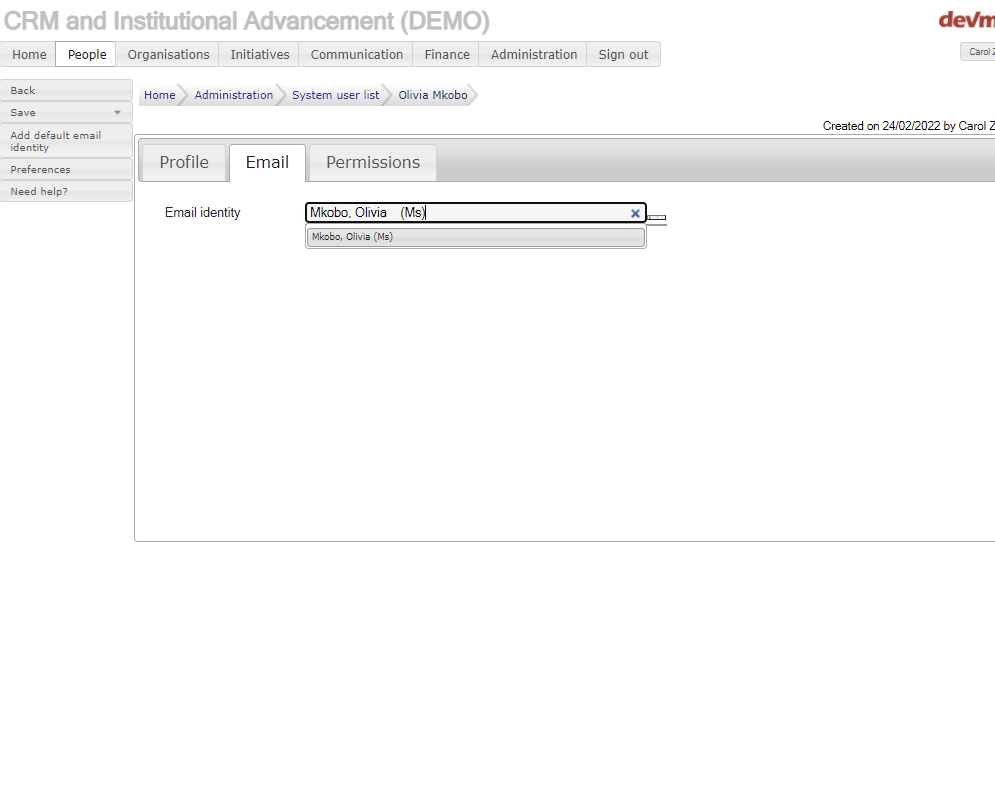 CRM and Institutional Advancement (DEMO)
devm
Home People Organisations Initiatives Communication Finance Administration Sign out
Carol Z
Back
Save
Add default email
identity
Preferences
Need help?
Home Administration System user list Olivia Mkobo
Created on 24/02/2022 by Carol Z
Profile Email Permissions
Email identity Mkobo, Olivia (Ms)
Mkobo, Olivia (Ms)